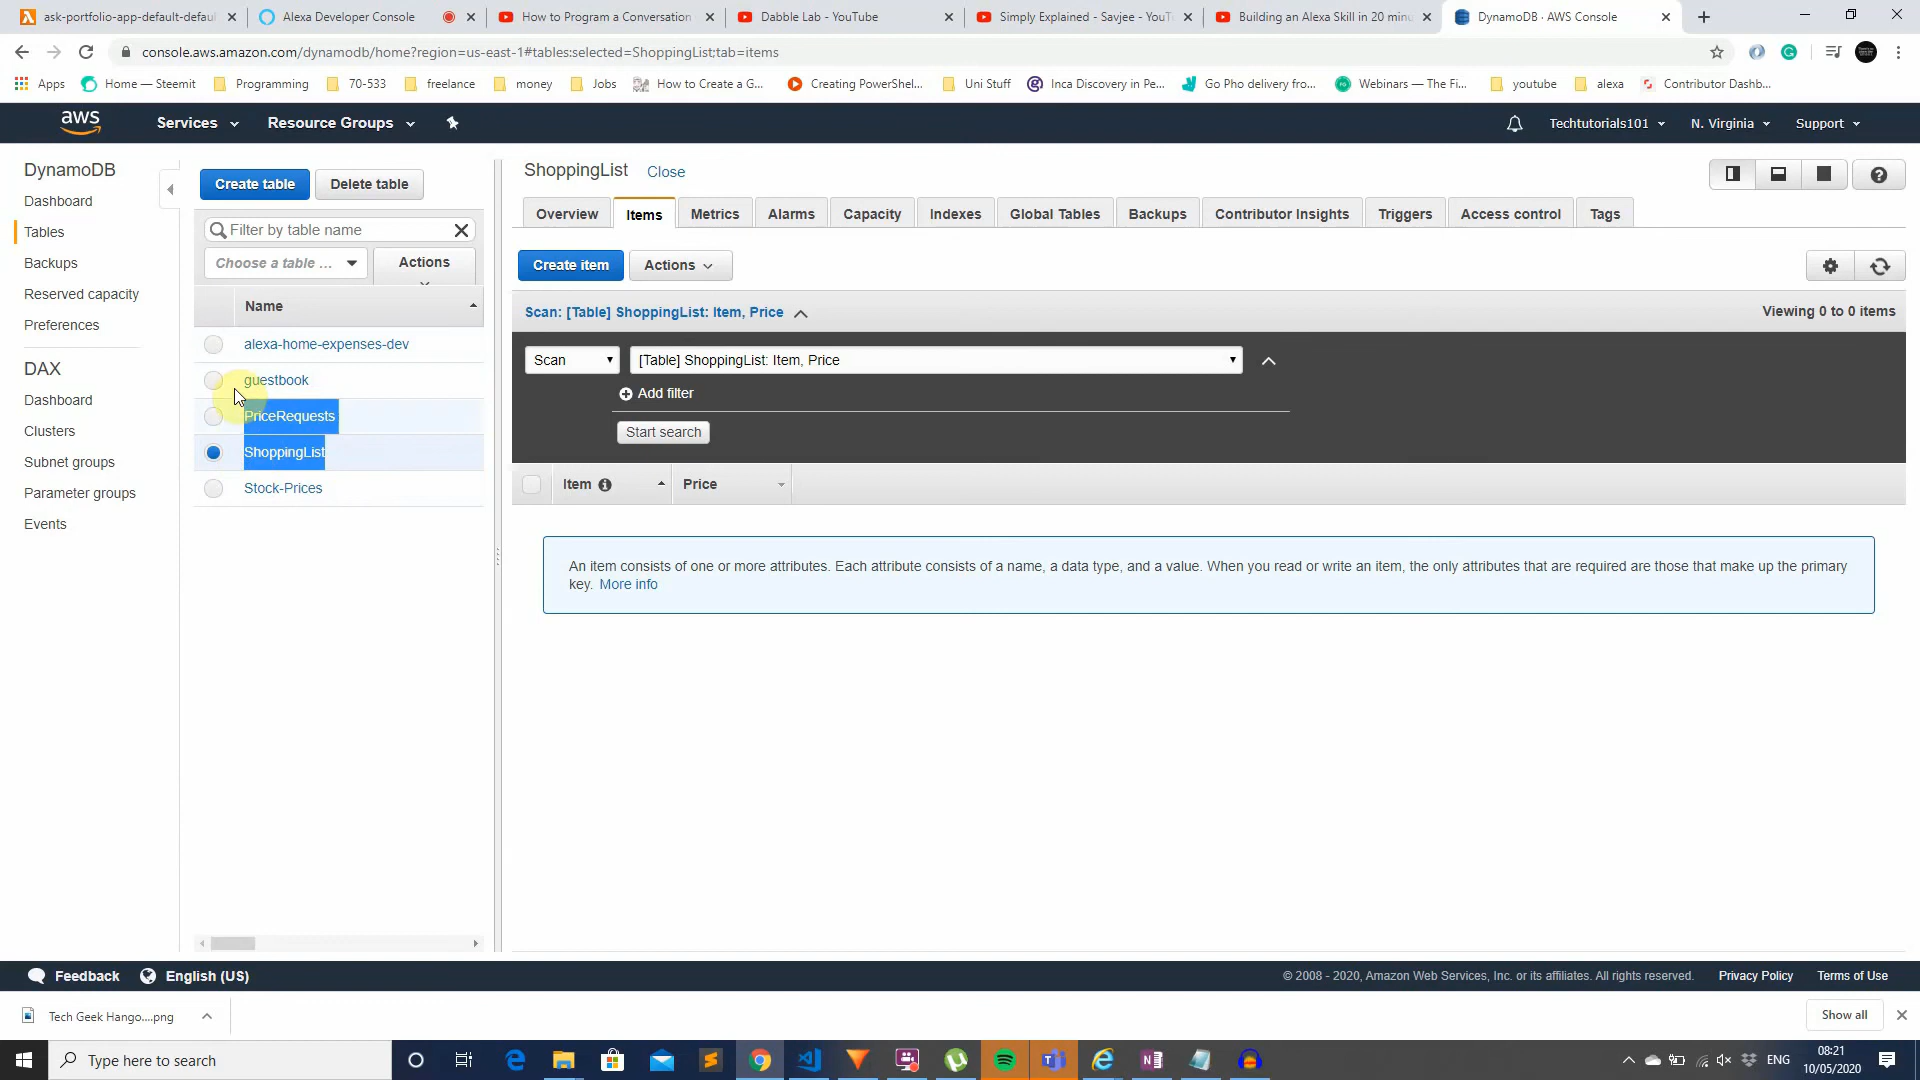 ask-portfolio-app-default-defaul
Alexa Developer Console
How to Program a Conversation
Dabble Lab - YouTube
Simply Explained - Savjee - YouT
Building an Alexa Skill in 20 minu
DynamoDB · AWS Console
console.aws.amazon.com/dynamodb/home?region=us-east-1#tables:selected=ShoppingList;tab=items
Apps
Home — Steemit
Programming
70-533
freelance
money
Jobs
How to Create a G...
Creating PowerShel...
Uni Stuff
Inca Discovery in Pe...
Go Pho delivery fro...
Webinars — The Fi...
youtube
alexa
Contributor Dashb...
aws
Services
Resource Groups
Techtutorials101
N. Virginia
Support
DynamoDB
Dashboard
Tables
Backups
Reserved capacity
Preferences
DAX
Dashboard
Clusters
Subnet groups
Parameter groups
Events
Create table
Delete table
Filter by table name
Choose a table ...
Actions
Name
alexa-home-expenses-dev
guestbook
PriceRequests
ShoppingList
Stock-Prices
ShoppingList
Close
Overview
Items
Metrics
Alarms
Capacity
Indexes
Global Tables
Backups
Contributor Insights
Triggers
Access control
Tags
Create item
Actions
Scan: [Table] ShoppingList: Item, Price
Viewing 0 to 0 items
Scan
[Table] ShoppingList: Item, Price
Add filter
Start search
Item
Price
An item consists of one or more attributes. Each attribute consists of a name, a data type, and a value. When you read or write an item, the only attributes that are required are those that make up the primary
key. More info
Feedback
English (US)
© 2008 - 2020, Amazon Web Services, Inc. or its affiliates. All rights reserved.
Privacy Policy
Terms of Use
Tech Geek Hango....png
Show all
Type here to search
ENG
08:21
10/05/2020